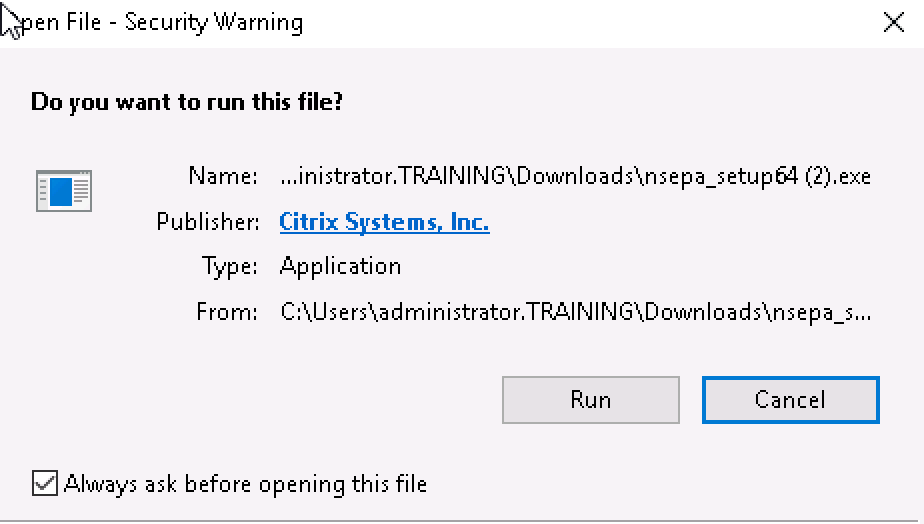 pen File - Security Warning
Do you want to run this file?
Name: ...inistrator.TRAINING\Downloads\nsepa_setup64 (2).exe
Publisher: Citrix Systems, Inc.
Type: Application
From: C:\Users\administrator.TRAINING\Downloads\nsepa_s...
Run Cancel
Always ask before opening this file